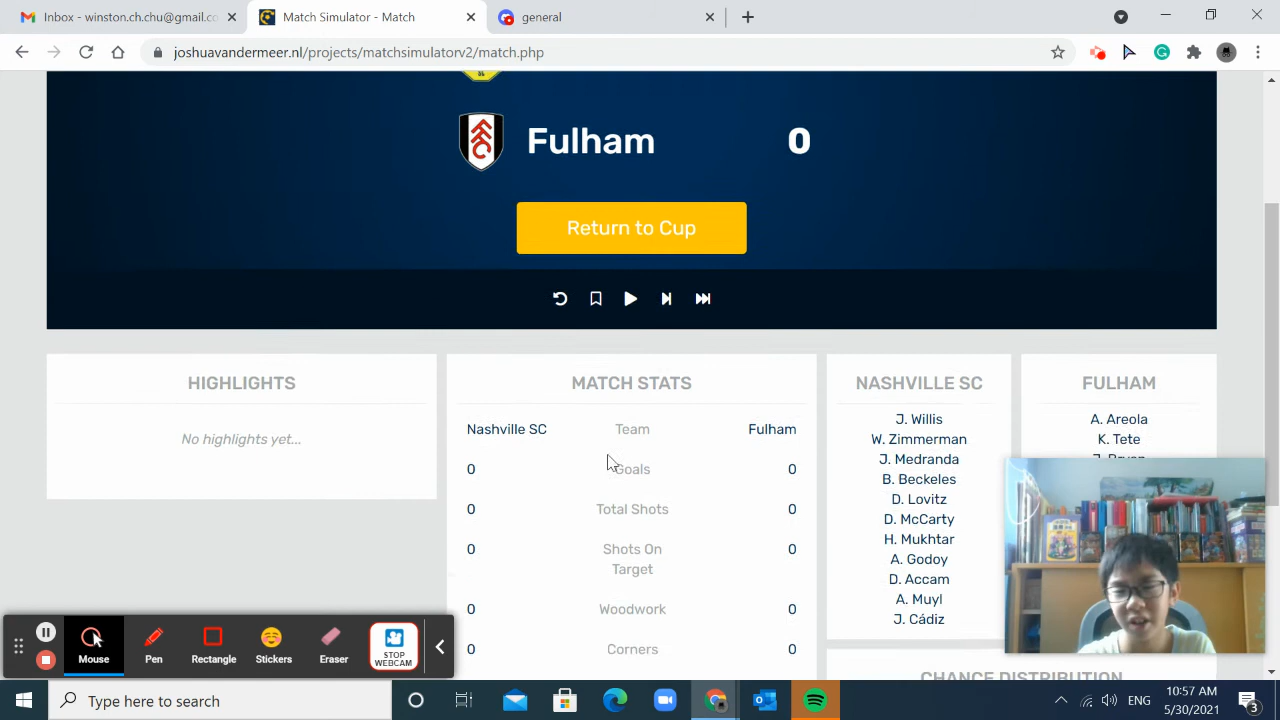 Inbox - winston.ch.chu@gmail.co
Match Simulator - Match
general
joshuavandermeer.nl/projects/matchsimulatorv2/match.php
Fulham 0
Return to Cup
HIGHLIGHTS
No highlights yet...
MATCH STATS
Nashville SC Team Fulham
0 Goals 0
0 Total Shots 0
0 Shots On Target 0
0 Woodwork 0
0 Corners 0
NASHVILLE SC
J. Willis
W. Zimmerman
J. Medranda
B. Beckeles
D. Lovitz
D. McCarty
H. Mukhtar
A. Godoy
D. Accam
A. Muyl
J. Cádiz
FULHAM
A. Areola
K. Tete
J. Bryan
CHANCE DISTRIBUTION
Mouse
Pen
Rectangle
Stickers
Eraser
STOP WEBCAM
Type here to search
ENG
10:57 AM
5/30/2021
3